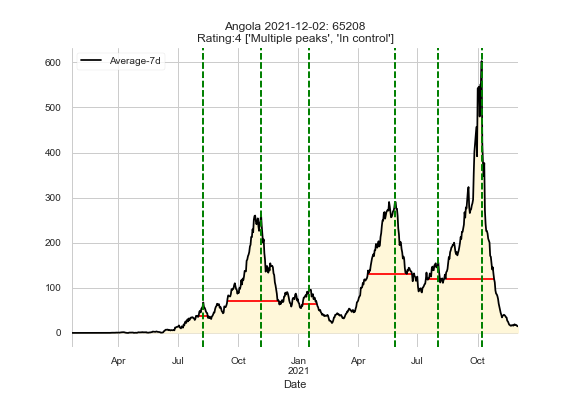 Angola 2021-12-02: 65208
Rating:4 ['Multiple peaks', 'In control']
Average-7d
600
500
400
300
200
100
0
Apr Jul Oct Jan Apr Jul Oct
2021
Date